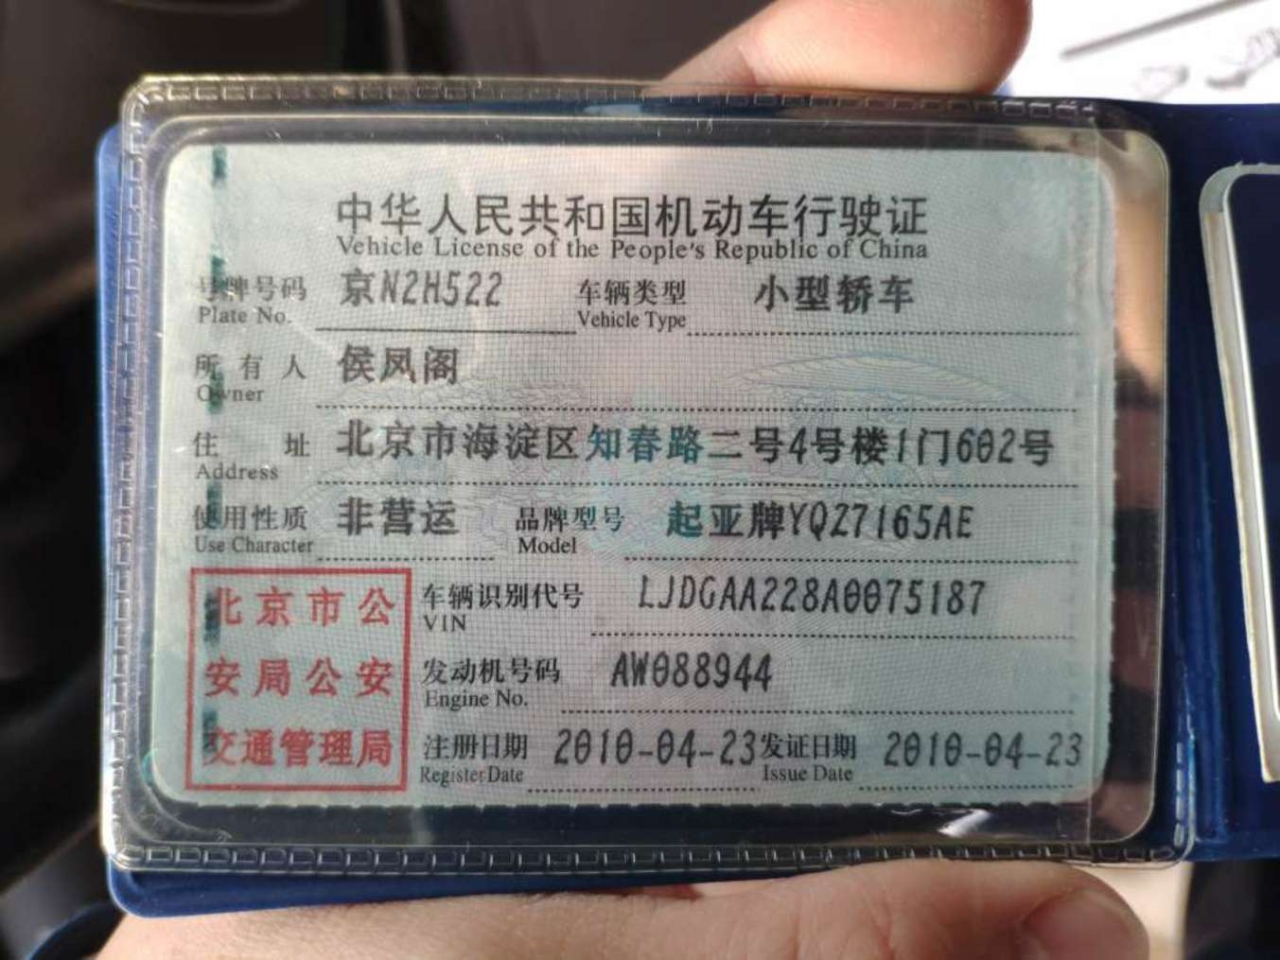 中华人民共和国机动车行驶证
Vehicle License of the People's Republic of China
号牌号码 京N2H522 车辆类型 小型轿车
Plate No. Vehicle Type
所有人 侯凤阁
Owner
住址 北京市海淀区知春路二号4号楼1门602号
Address
使用性质 非营运 品牌型号 起亚牌YQZ7165AE
Use Character Model
北京市公
安局公安
交通管理局
车辆识别代号 LJDGAA228A0075187
VIN
发动机号码 AW088944
Engine No.
注册日期 2010-04-23 发证日期 2010-04-23
Register Date Issue Date